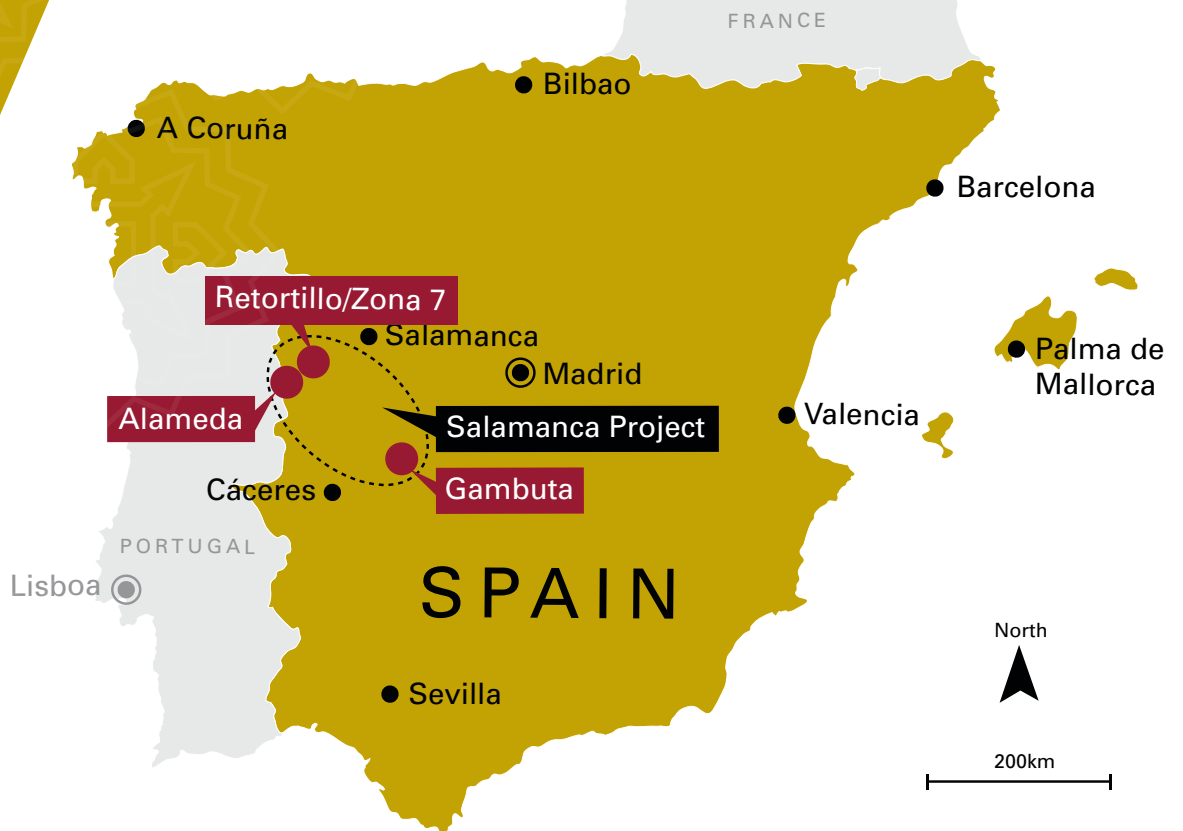 FRANCE
Bilbao
A Coruña
Barcelona
Retortillo/Zona 7
Salamanca
Madrid
Palma de
Mallorca
Alameda
Valencia
Salamanca Project
Gambuta
Cáceres
PORTUGAL
Lisboa
SPAIN
North
Sevilla
200km